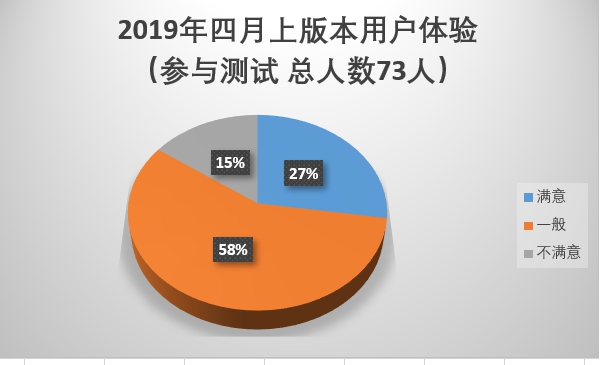 2019年四月上版本用户体验
（参与测试 总人数73人）
15%
27%
58%
满意
一般
不满意